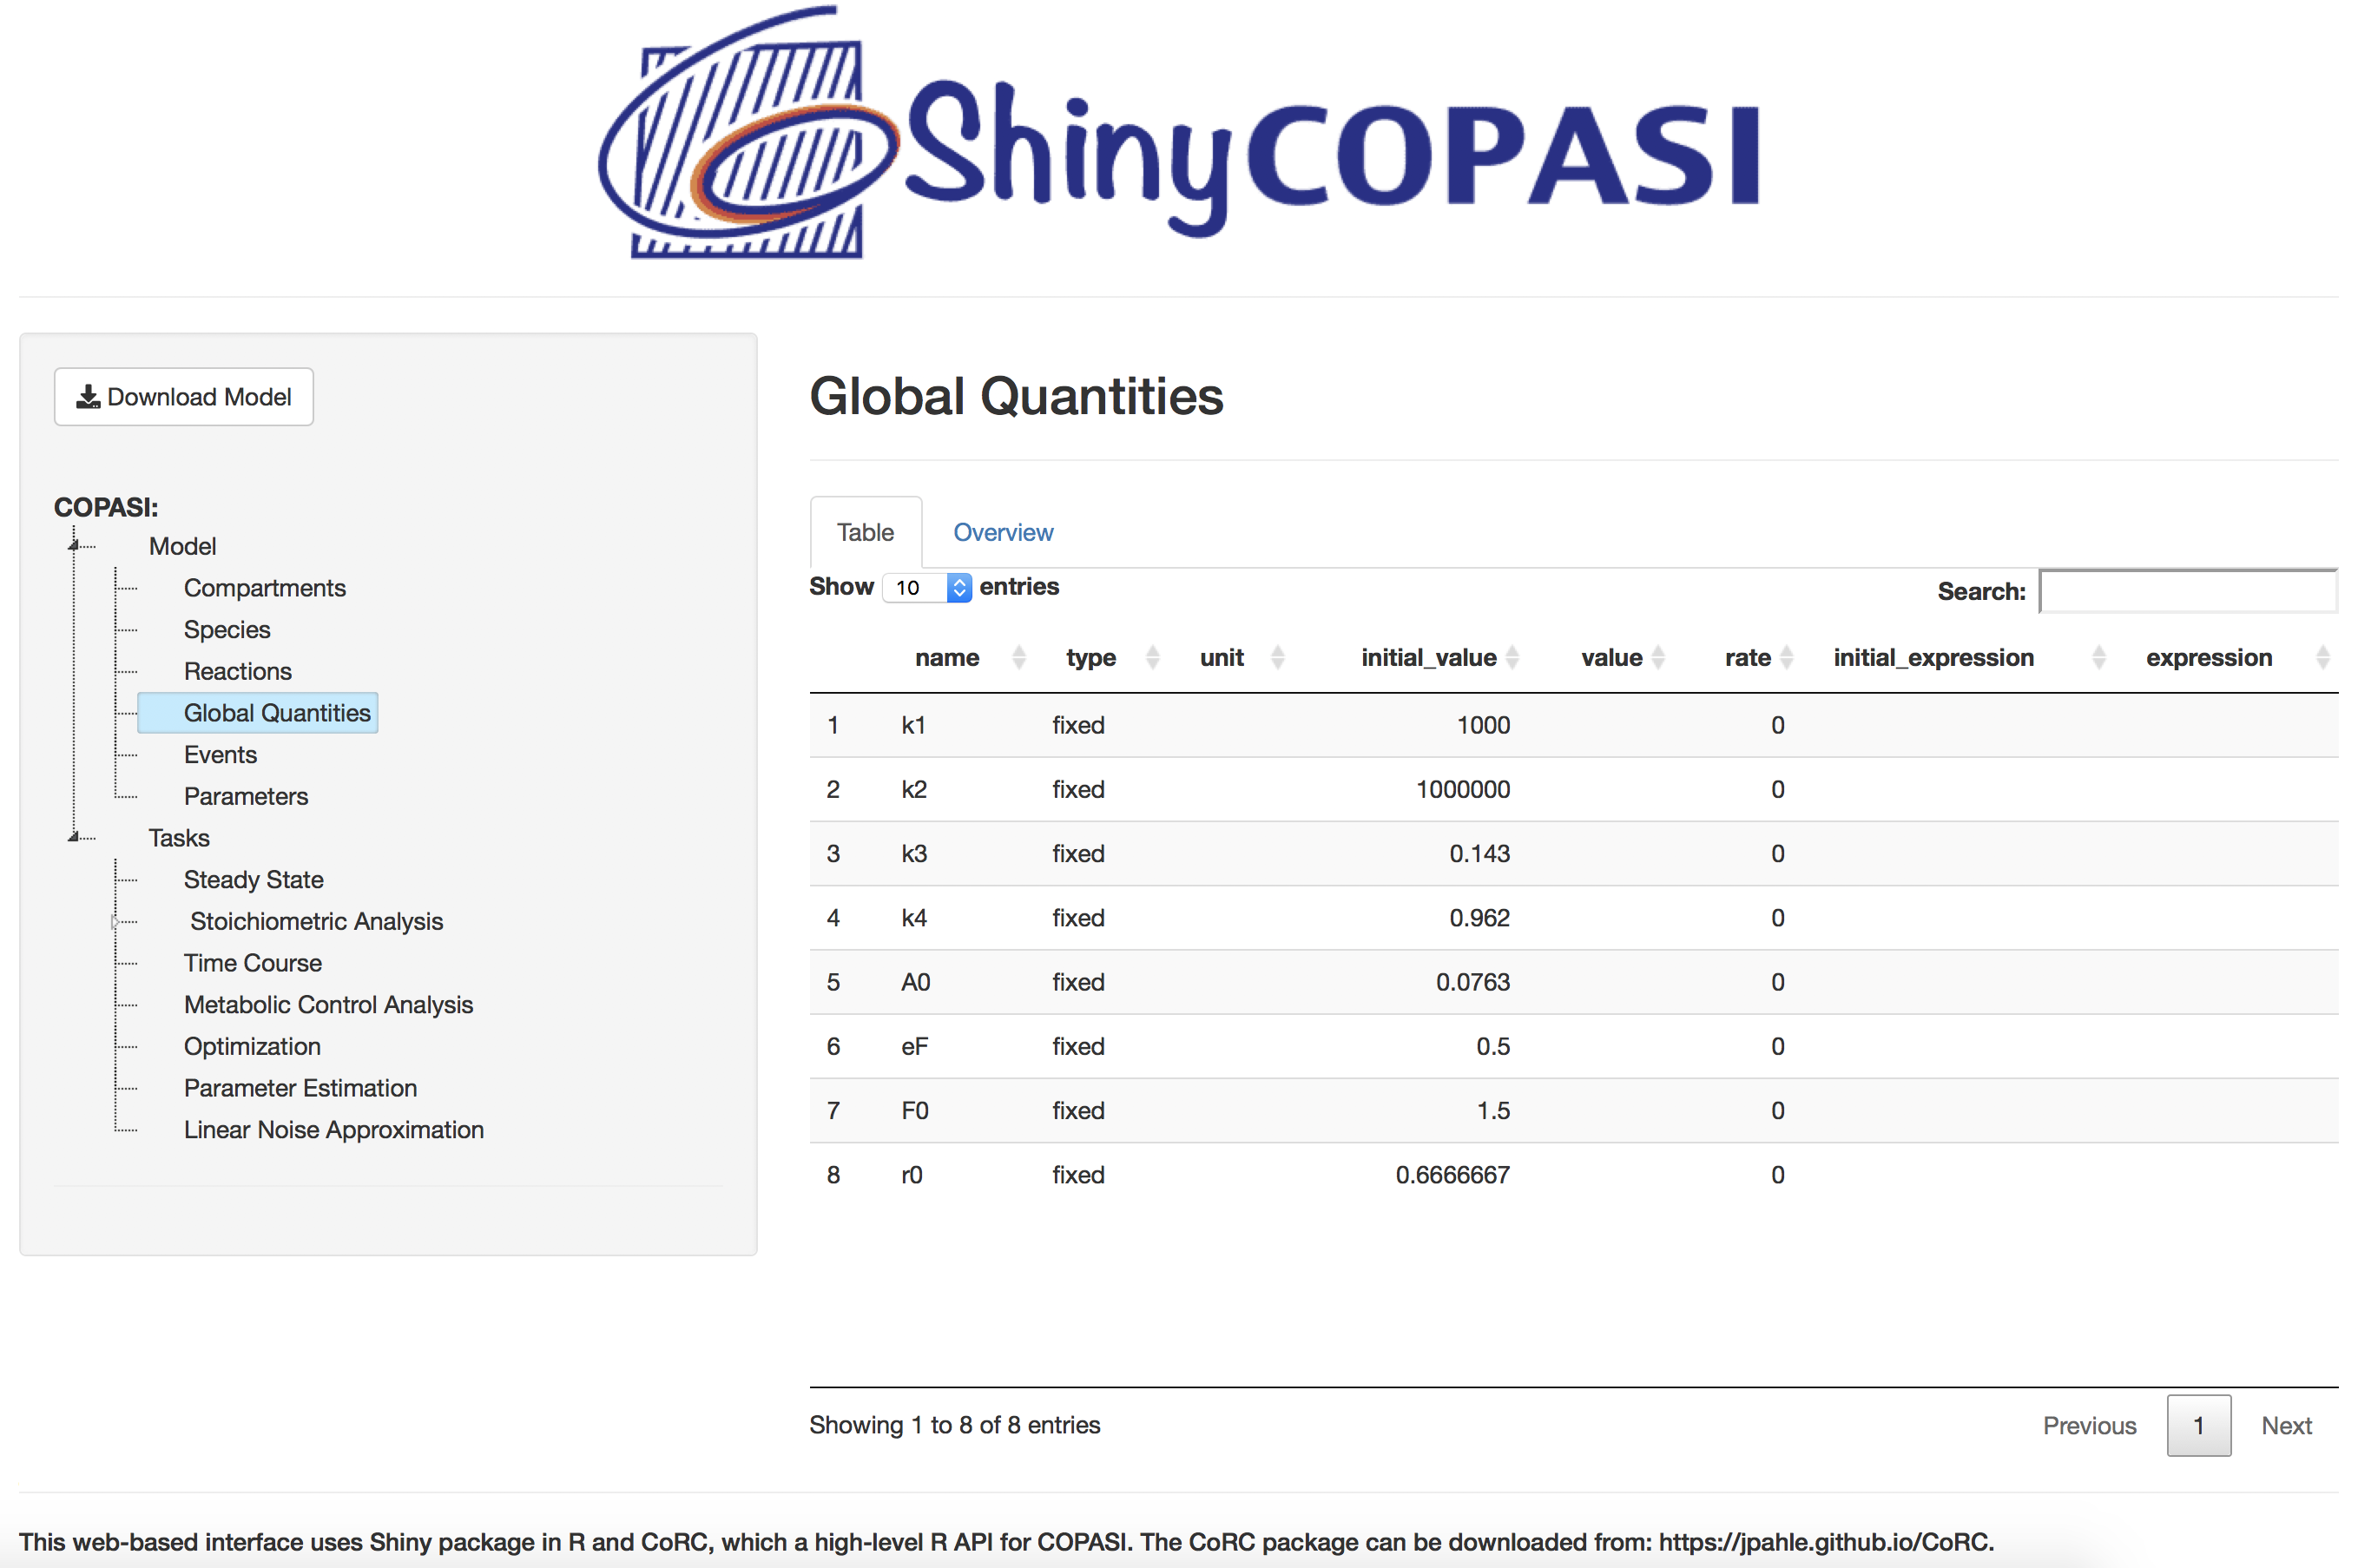 ShinyCOPASI
Download Model
COPASI:
Model
Compartments
Species
Reactions
Global Quantities
Events
Parameters
Tasks
Steady State
Stoichiometric Analysis
Time Course
Metabolic Control Analysis
Optimization
Parameter Estimation
Linear Noise Approximation
Global Quantities
Table Overview
Show 10 entries Search:
name type unit initial_value value rate initial_expression expression
1 k1 fixed 1000 0
2 k2 fixed 1000000 0
3 k3 fixed 0.143 0
4 k4 fixed 0.962 0
5 A0 fixed 0.0763 0
6 eF fixed 0.5 0
7 F0 fixed 1.5 0
8 r0 fixed 0.6666667 0
Showing 1 to 8 of 8 entries Previous 1 Next
This web-based interface uses Shiny package in R and CoRC, which a high-level R API for COPASI. The CoRC package can be downloaded from: https://jpahle.github.io/CoRC.